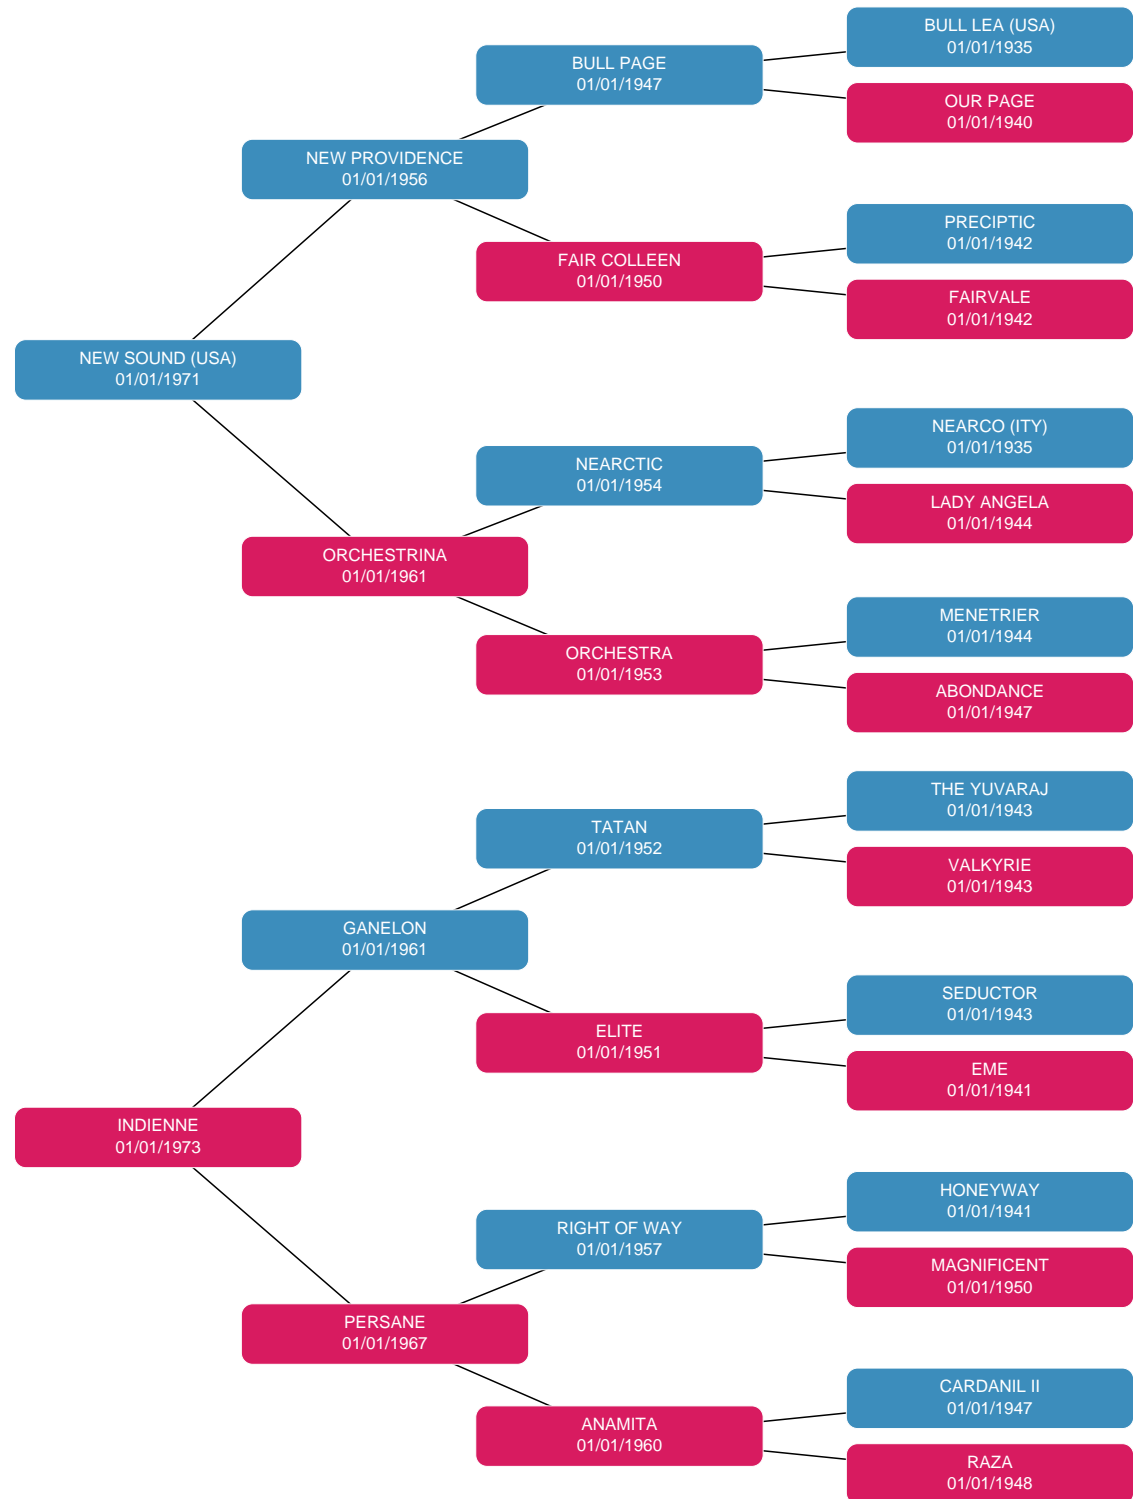 BULL LEA (USA)
01/01/1935
BULL PAGE
01/01/1947
OUR PAGE
01/01/1940
NEW PROVIDENCE
01/01/1956
PRECIPTIC
01/01/1942
FAIR COLLEEN
01/01/1950
FAIRVALE
01/01/1942
NEW SOUND (USA)
01/01/1971
NEARCO (ITY)
01/01/1935
NEARCTIC
01/01/1954
LADY ANGELA
01/01/1944
ORCHESTRINA
01/01/1961
MENETRIER
01/01/1944
ORCHESTRA
01/01/1953
ABONDANCE
01/01/1947
THE YUVARAJ
01/01/1943
TATAN
01/01/1952
VALKYRIE
01/01/1943
GANELON
01/01/1961
SEDUCTOR
01/01/1943
ELITE
01/01/1951
EME
01/01/1941
INDIENNE
01/01/1973
HONEYWAY
01/01/1941
RIGHT OF WAY
01/01/1957
MAGNIFICENT
01/01/1950
PERSANE
01/01/1967
CARDANIL II
01/01/1947
ANAMITA
01/01/1960
RAZA
01/01/1948